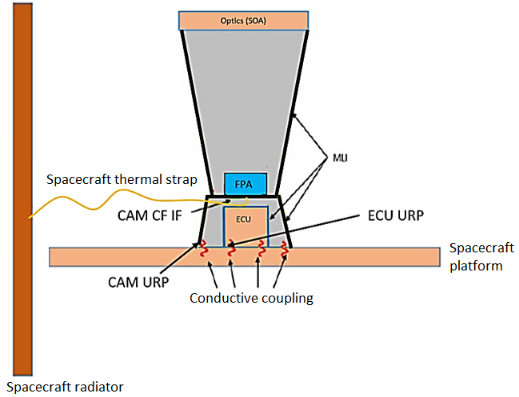 Optics (SOA)
MLI
Spacecraft thermal strap
FPA
CAM CF IF
ECU
ECU URP
Spacecraft
platform
CAM URP
Conductive coupling
Spacecraft radiator